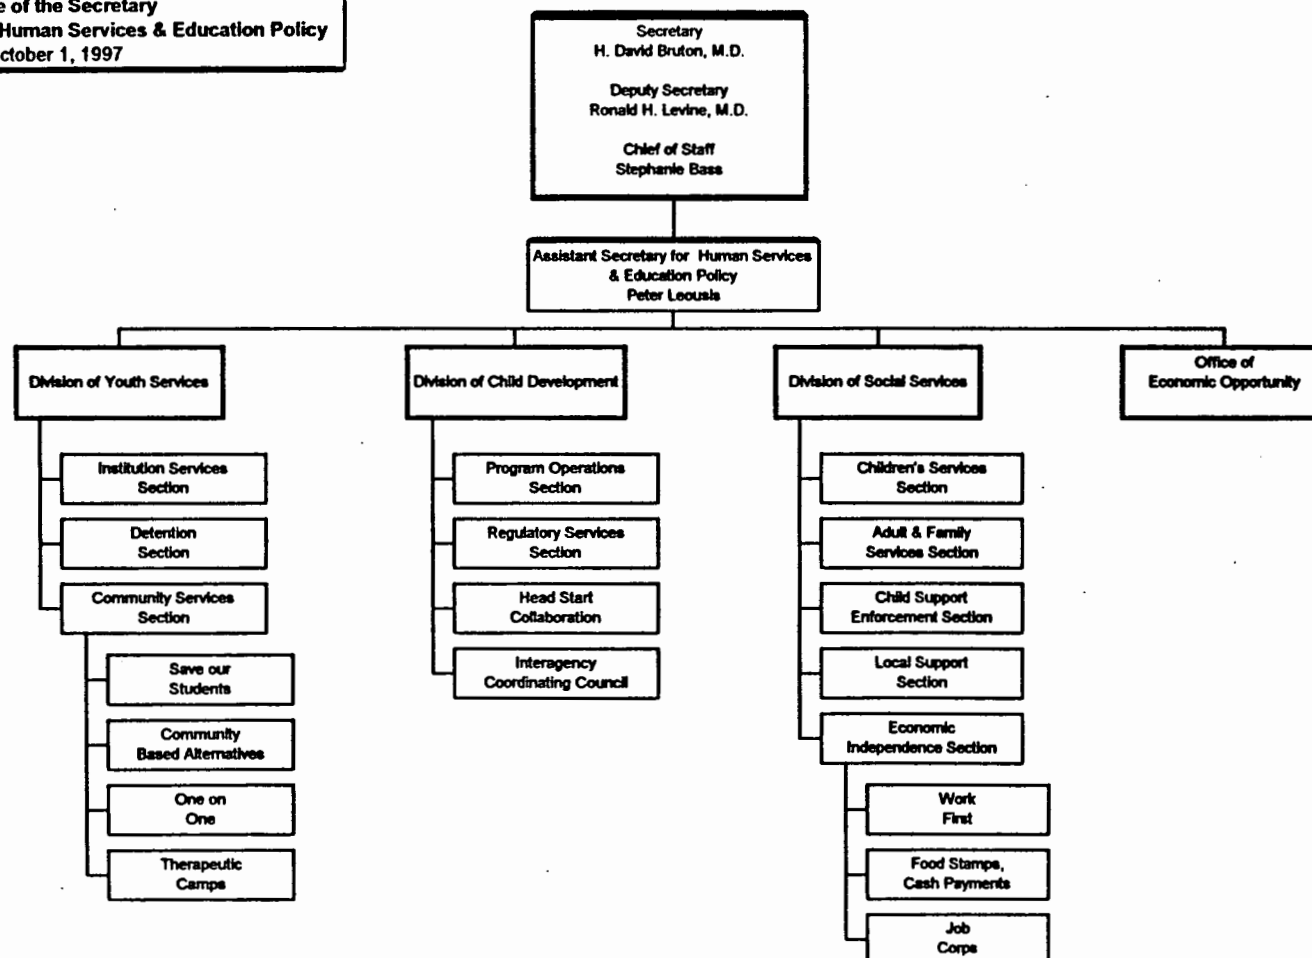 e of the Secretary
Human Services & Education Policy
ctober 1, 1997
Secretary
H. David Bruton, M.D.
Deputy Secretary
Ronald H. Levine, M.D.
Chief of Staff
Stephanie Bass
Assistant Secretary for Human Services
& Education Policy
Peter Leousis
Division of Youth Services
Institution Services
Section
Detention
Section
Community Services
Section
Save our
Students
Community
Based Alternatives
One on
One
Therapeutic
Camps
Division of Child Development
Program Operations
Section
Regulatory Services
Section
Head Start
Collaboration
Interagency
Coordinating Council
Division of Social Services
Children's Services
Section
Adult & Family
Services Section
Child Support
Enforcement Section
Local Support
Section
Economic
Independence Section
Work
First
Food Stamps,
Cash Payments
Job
Corps
Office of
Economic Opportunity